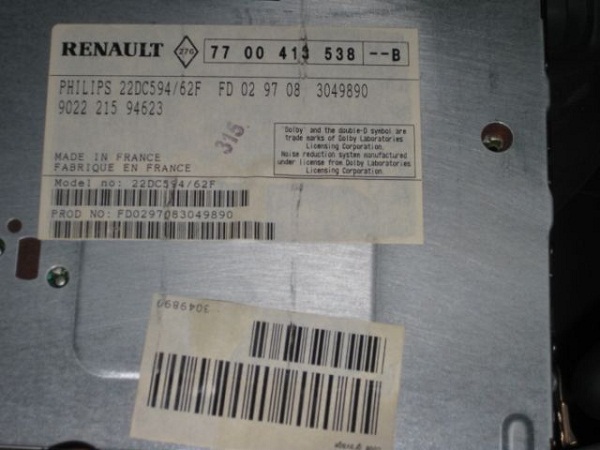 RENAULT 276 77 00 413 538 --B
PHILIPS 22DC594/62F FD 02 97 08 3049890
9022 215 94623
315
Dolby and the double-D symbol are
trade marks of Dolby Laboratories
Licensing Corporation.
Noise reduction system manufactured
under license from Dolby Laboratories
Licensing Corporation.
MADE IN FRANCE
FABRIQUE EN FRANCE
Model no: 22DC594/62F
PROD NO: FD0297083049890
3049890